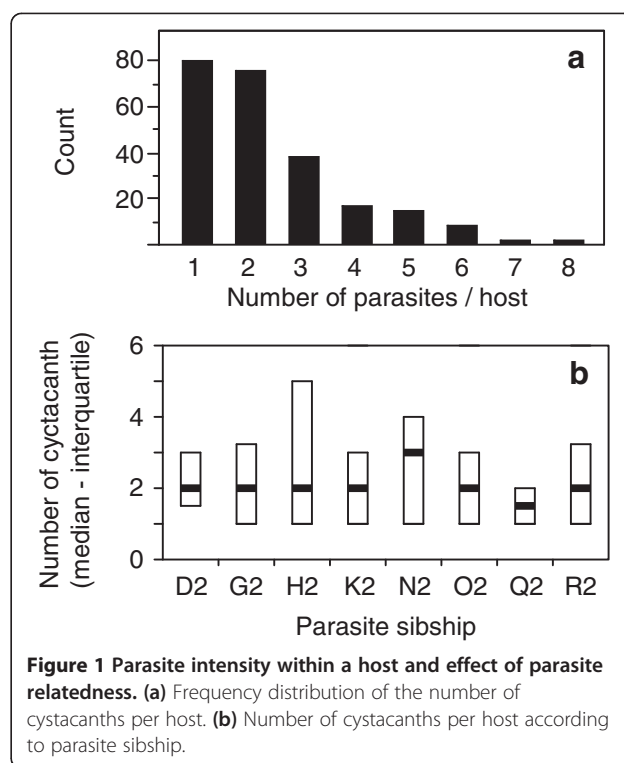 a
80
60
40
20
Count
1 2 3 4 5 6 7 8
Number of parasites / host
b
6
4
2
0
Number of cyctacanth
(median - interquartile)
D2 G2 H2 K2 N2 O2 Q2 R2
Parasite sibship
Figure 1 Parasite intensity within a host and effect of parasite
relatedness. (a) Frequency distribution of the number of
cystacanths per host. (b) Number of cystacanths per host according
to parasite sibship.